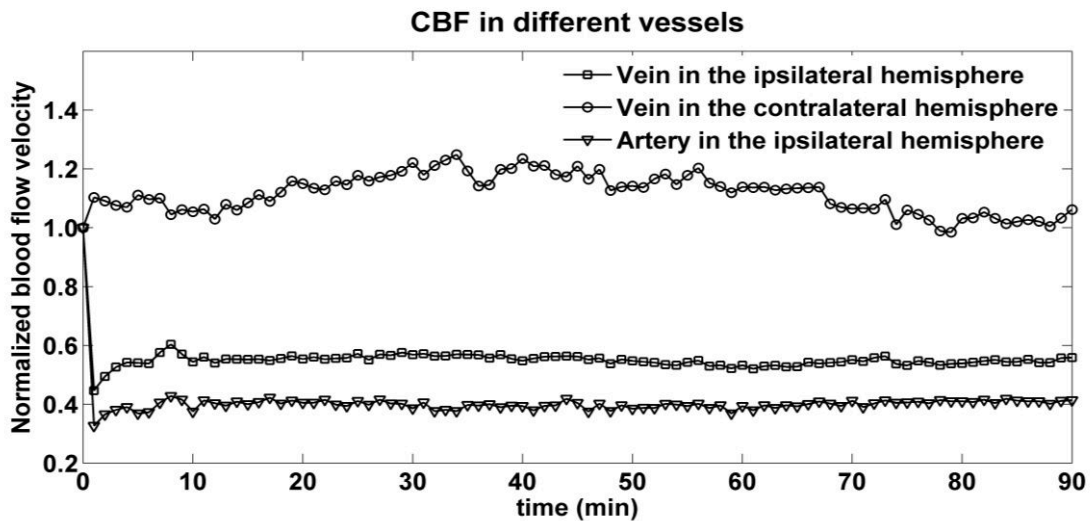 CBF in different vessels
Normalized blood flow velocity
Vein in the ipsilateral hemisphere
Vein in the contralateral hemisphere
Artery in the ipsilateral hemisphere
1.4
1.2
1.0
0.8
0.6
0.4
0.2
0 10 20 30 40 50 60 70 80 90
time (min)